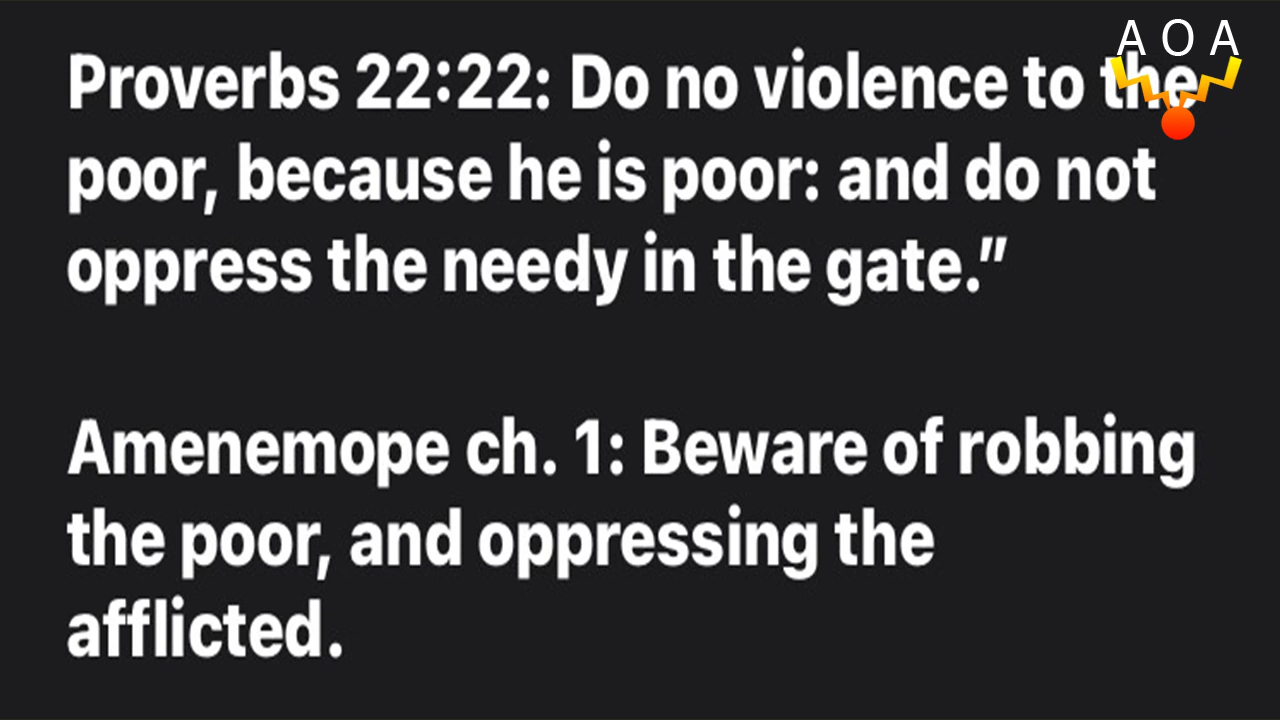 A O A
Proverbs 22:22: Do no violence to the
poor, because he is poor: and do not
oppress the needy in the gate.”
Amenemope ch. 1: Beware of robbing
the poor, and oppressing the
afflicted.